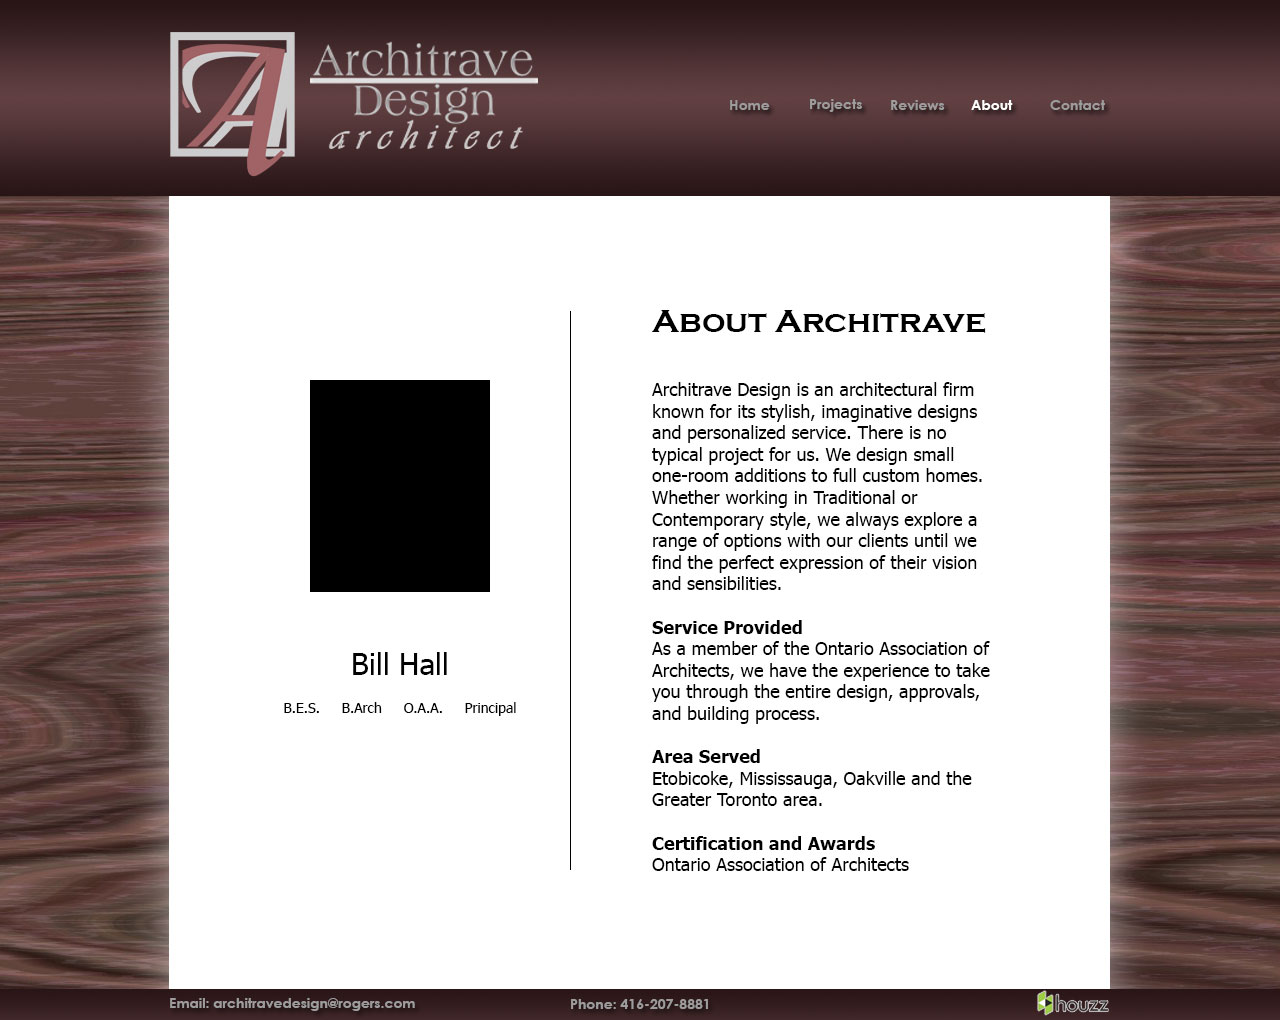 A
Architrave
Design
architect
Home Projects Reviews About Contact
About Architrave
Architrave Design is an architectural firm
known for its stylish, imaginative designs
and personalized service. There is no
typical project for us. We design small
one-room additions to full custom homes.
Whether working in Traditional or
Contemporary style, we always explore a
range of options with our clients until we
find the perfect expression of their vision
and sensibilities.
Service Provided
As a member of the Ontario Association of
Architects, we have the experience to take
you through the entire design, approvals,
and building process.
Area Served
Etobicoke, Mississauga, Oakville and the
Greater Toronto area.
Certification and Awards
Ontario Association of Architects
Bill Hall
B.E.S. B.Arch O.A.A. Principal
Email: architravedesign@rogers.com
Phone: 416-207-8881
houzz